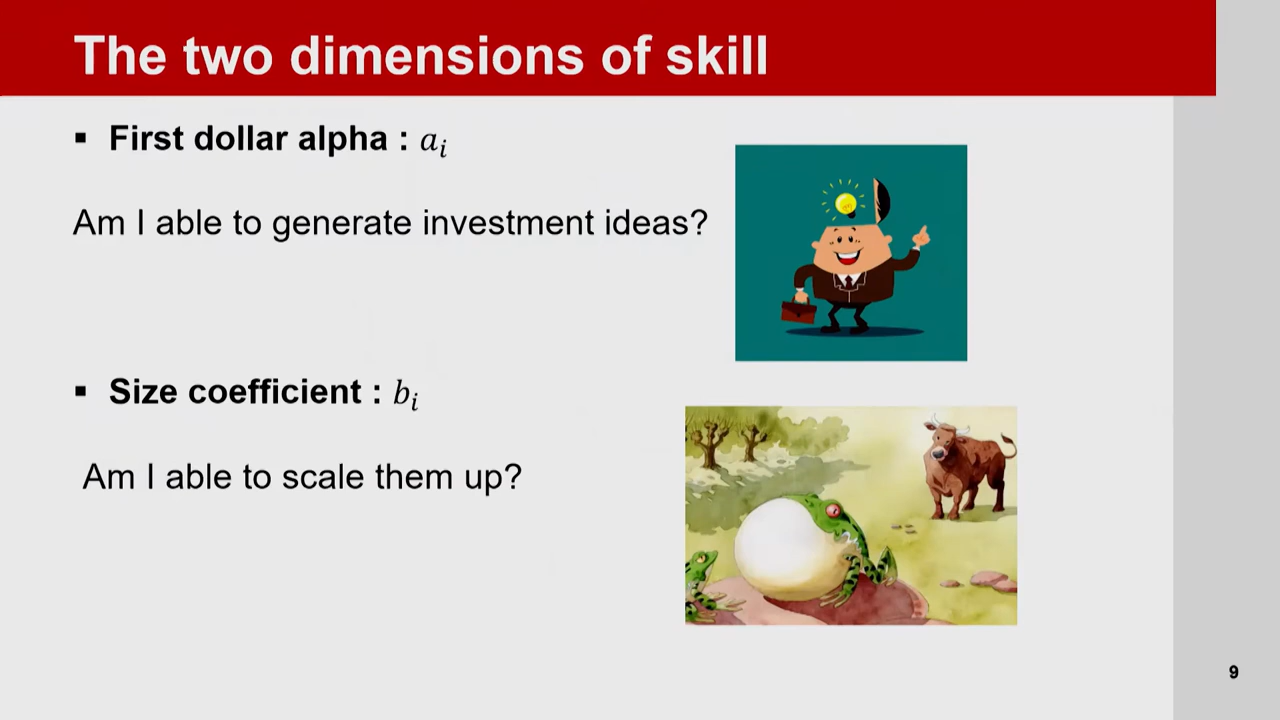 The two dimensions of skill
▪ First dollar alpha : aᵢ
Am I able to generate investment ideas?
▪ Size coefficient : bᵢ
Am I able to scale them up?
9